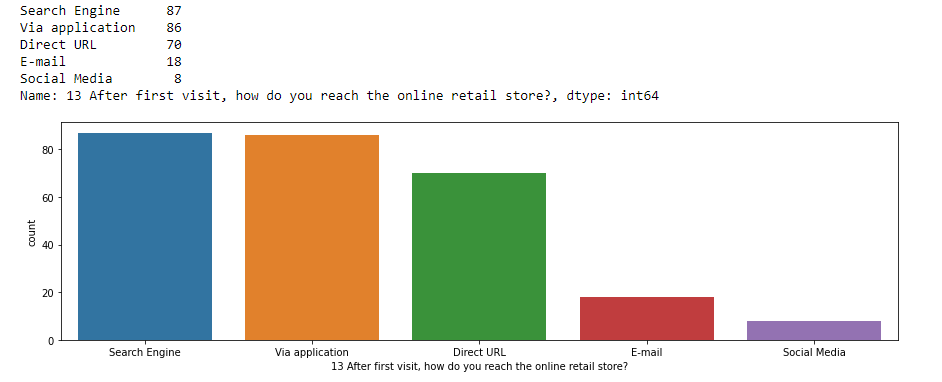 Search Engine 87
Via application 86
Direct URL 70
E-mail 18
Social Media 8
Name: 13 After first visit, how do you reach the online retail store?, dtype: int64
80
60
40
20
0
count
Search Engine Via application Direct URL E-mail Social Media
13 After first visit, how do you reach the online retail store?